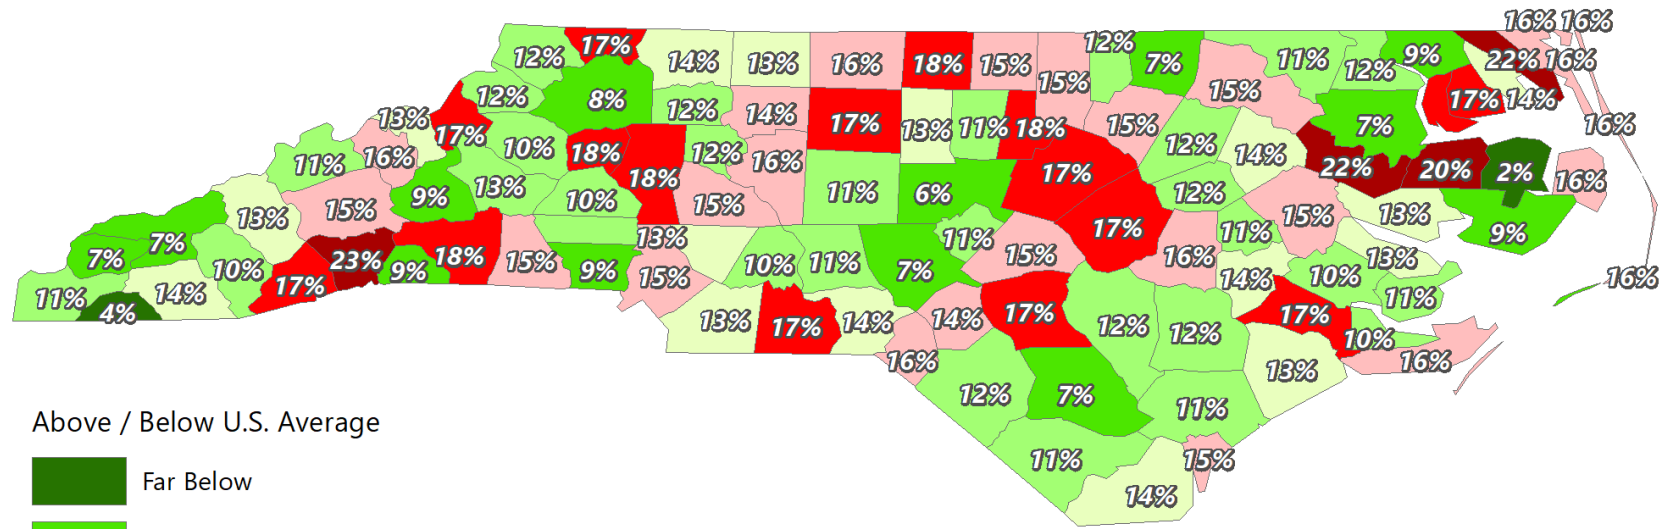 16% 16%
12% 17% 14% 13% 16% 18% 15% 15% 12% 7% 11% 12% 9% 22% 16%
12% 8% 12% 14% 15% 7% 17% 14% 16%
13% 17% 10% 18% 12% 17% 13% 11% 18% 15% 12% 14%
11% 16% 9% 13% 10% 18% 15% 16% 11% 6% 17% 12% 22% 20% 2% 16%
13% 15% 17% 11% 15% 13% 9%
7% 7% 10% 23% 9% 18% 15% 9% 13% 15% 10% 11% 7% 11% 15% 16% 14% 10% 13% 11% 16%
11% 4% 14% 17% 13% 17% 14% 14% 17% 12% 12% 17% 10% 16%
16% 12% 7% 11% 13%
11% 14% 15%
Above / Below U.S. Average
Far Below